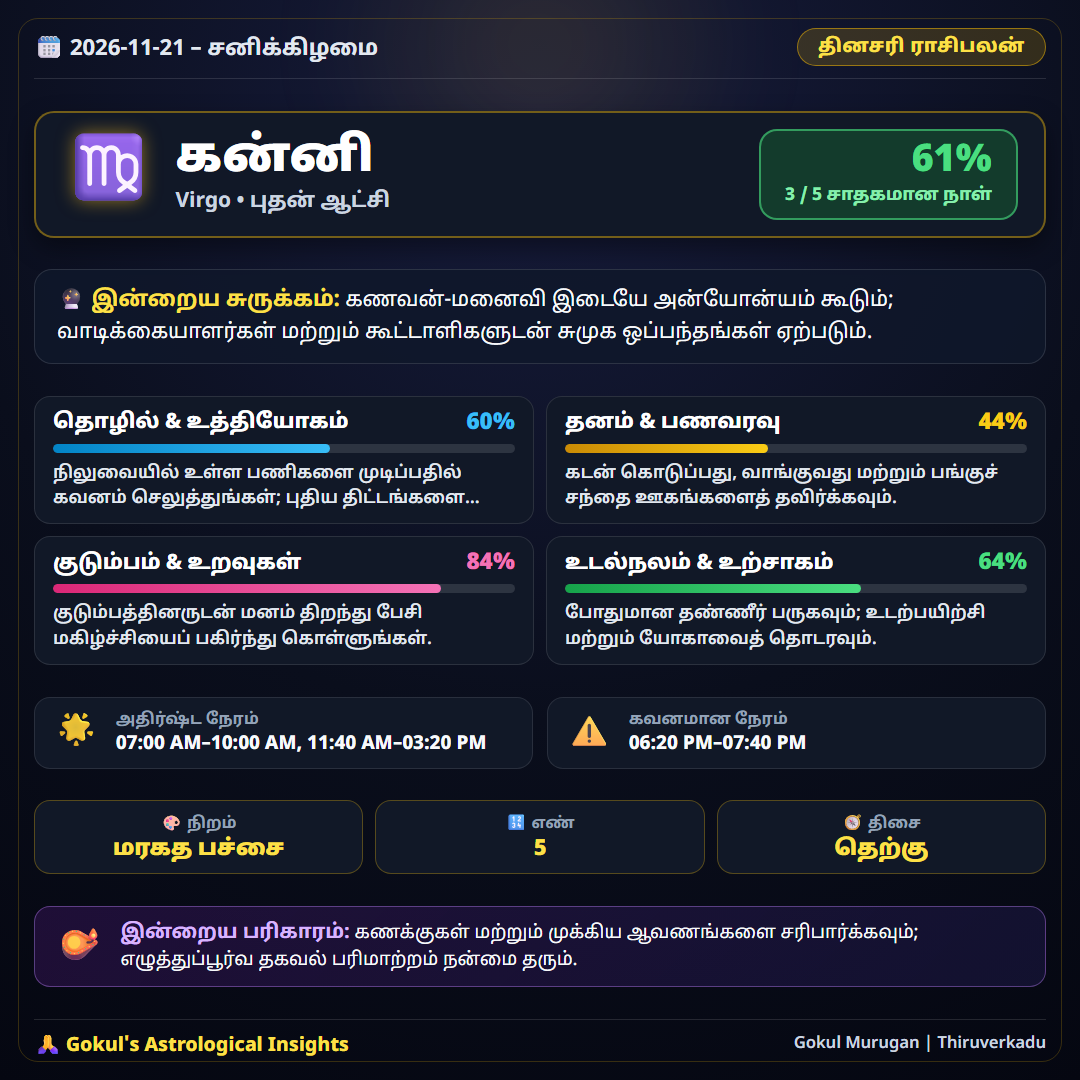 2026-11-21 – சனிக்கிழமை
தினசரி ராசிபலன்
கன்னி
Virgo • புதன் ஆட்சி
61%
3 / 5 சாதகமான நாள்
இன்றைய சுருக்கம்: கணவன்-மனைவி இடையே அன்யோன்யம் கூடும்;
வாடிக்கையாளர்கள் மற்றும் கூட்டாளிகளுடன் சுமுக ஒப்பந்தங்கள் ஏற்படும்.
தொழில் & உத்தியோகம் 60%
நிலுவையில் உள்ள பணிகளை முடிப்பதில்
கவனம் செலுத்துங்கள்; புதிய திட்டங்களை...
தனம் & பணவரவு 44%
கடன் கொடுப்பது, வாங்குவது மற்றும் பங்குச்
சந்தை ஊகங்களைத் தவிர்க்கவும்.
குடும்பம் & உறவுகள் 84%
குடும்பத்தினருடன் மனம் திறந்து பேசி
மகிழ்ச்சியைப் பகிர்ந்து கொள்ளுங்கள்.
உடல்நலம் & உற்சாகம் 64%
போதுமான தண்ணீர் பருகவும்; உடற்பயிற்சி
மற்றும் யோகாவைத் தொடரவும்.
அதிர்ஷ்ட நேரம்
07:00 AM–10:00 AM, 11:40 AM–03:20 PM
கவனமான நேரம்
06:20 PM–07:40 PM
நிறம்
மரகத பச்சை
எண்
5
திசை
தெற்கு
இன்றைய பரிகாரம்: கணக்குகள் மற்றும் முக்கிய ஆவணங்களை சரிபார்க்கவும்;
எழுத்துப்பூர்வ தகவல் பரிமாற்றம் நன்மை தரும்.
Gokul's Astrological Insights
Gokul Murugan | Thiruverkadu